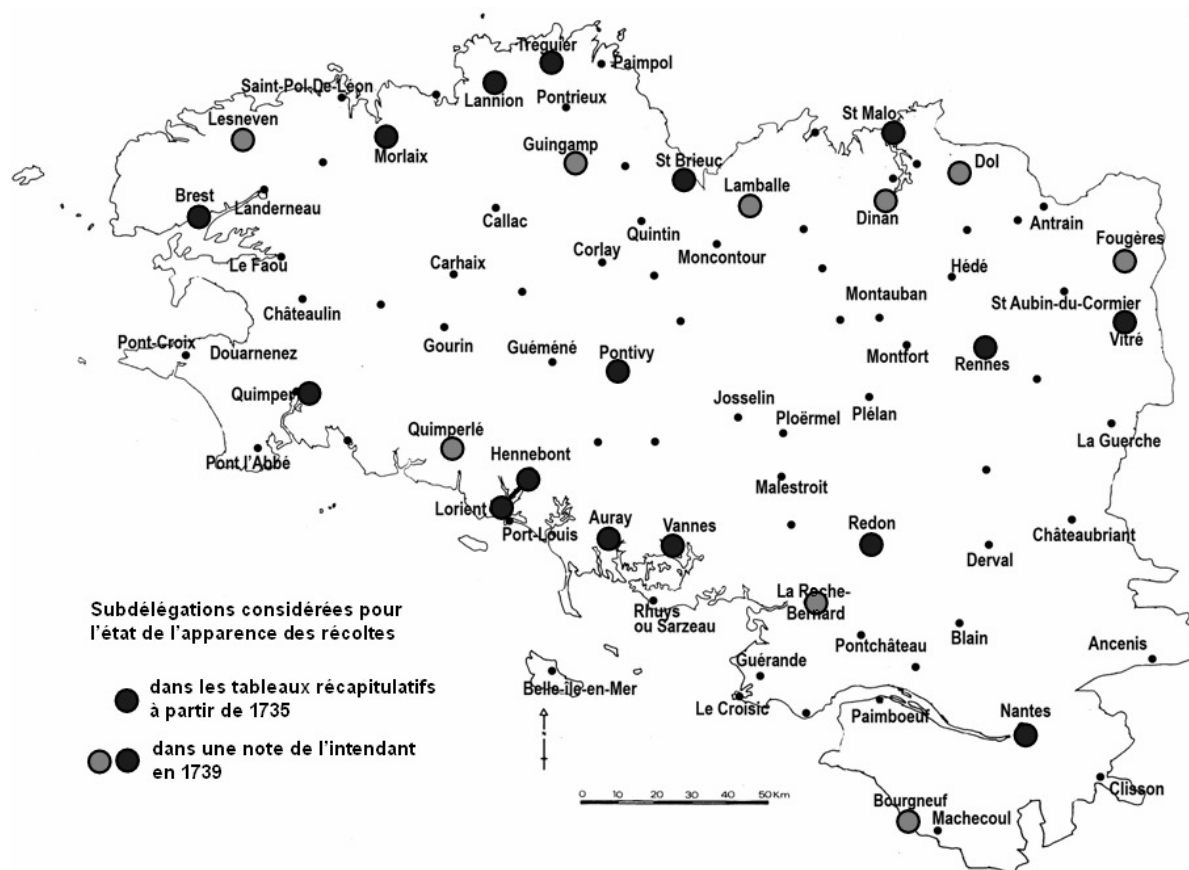 Tréguier
Paimpol
Saint-Pol-De-Léon
Lannion
Pontrieux
Lesneven
Morlaix
Guingamp
St Malo
St Brieuc
Dol
Lamballe
Dinan
Brest
Landerneau
Callac
Quintin
Antrain
Moncontour
Fougères
Le Faou
Carhaix
Corlay
Hédé
Châteaulin
Montauban
St Aubin-du-Cormier
Vitré
Pont-Croix
Douarnenez
Gourin
Guéméné
Pontivy
Montfort
Rennes
Quimper
Josselin
Ploërmel
Plélan
La Guerche
Quimperlé
Pont l'Abbé
Hennebont
Malestroit
Lorient
Port-Louis
Auray
Vannes
Redon
Châteaubriant
Derval
La Roche-
Bernard
Rhuys
ou Sarzeau
Pontchâteau
Blain
Ancenis
Guérande
Belle-île-en-Mer
Le Croisic
Paimboeuf
Nantes
Clisson
Bourgneuf
Machecoul
Subdélégations considérées pour
l'état de l'apparence des récoltes
dans les tableaux récapitulatifs
à partir de 1735
dans une note de l'intendant
en 1739
0 10 20 30 40 50 Km